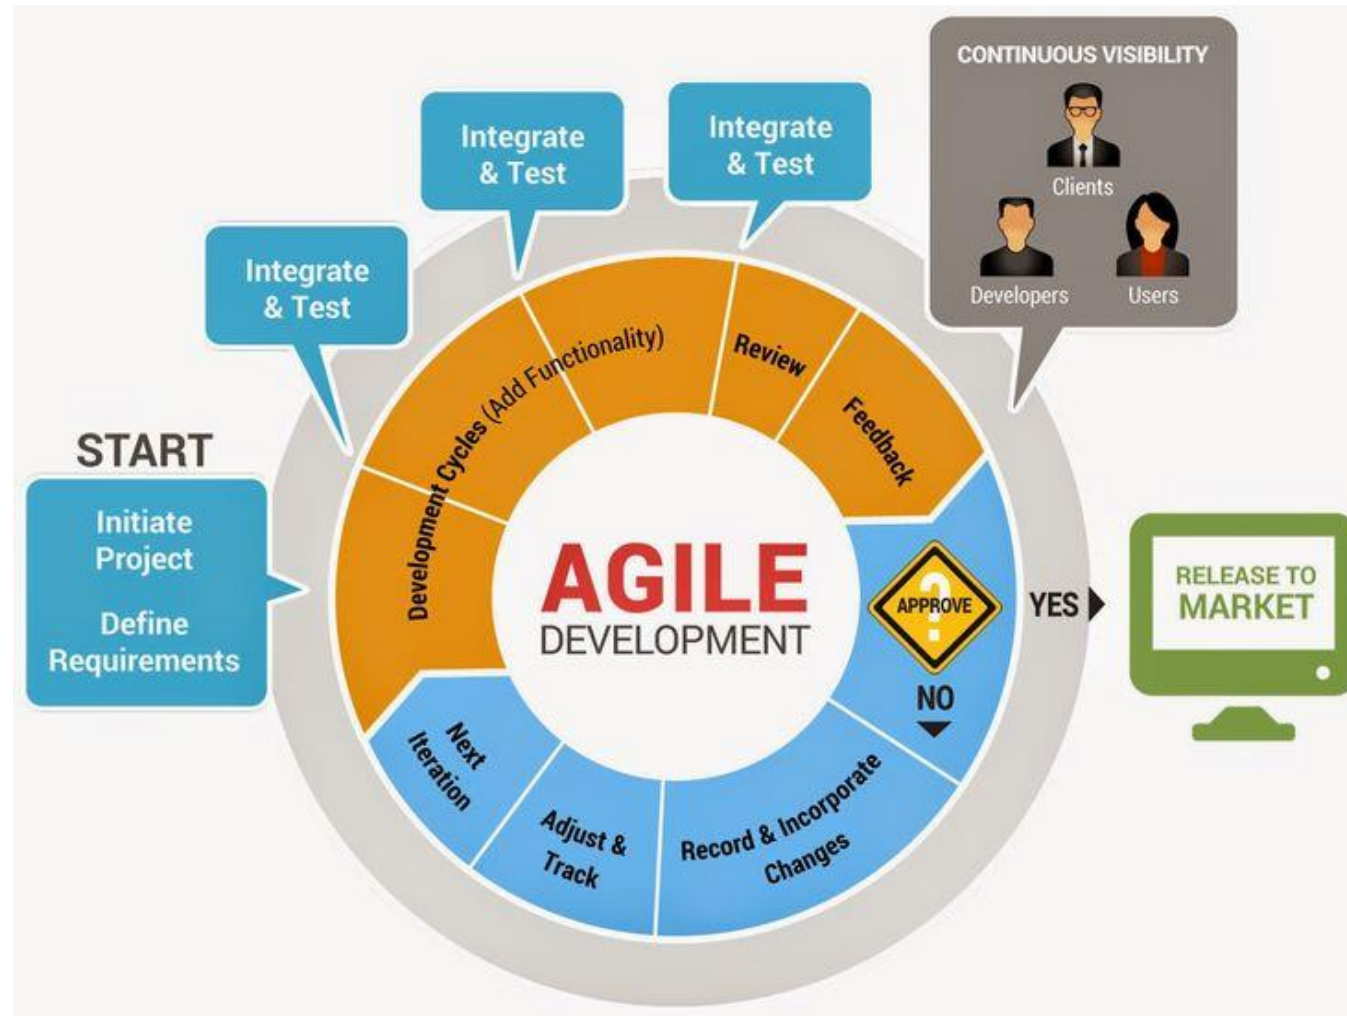 CONTINUOUS VISIBILITY
Clients
Developers
Users
Integrate
& Test
Integrate
& Test
Integrate
& Test
START
Initiate
Project
Define
Requirements
Development Cycles (Add Functionality)
Review
Feedback
AGILE
DEVELOPMENT
?
APPROVE
YES
NO
RELEASE TO
MARKET
Record & Incorporate
Changes
Adjust &
Track
Next
Iteration